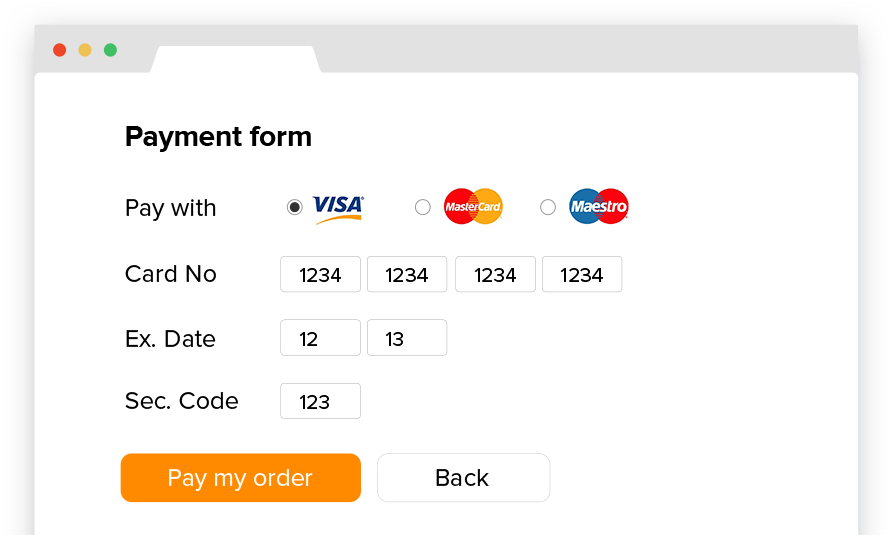 Payment form
Pay with VISA MasterCard Maestro
Card No 1234 1234 1234 1234
Ex. Date 12 13
Sec. Code 123
Pay my order Back